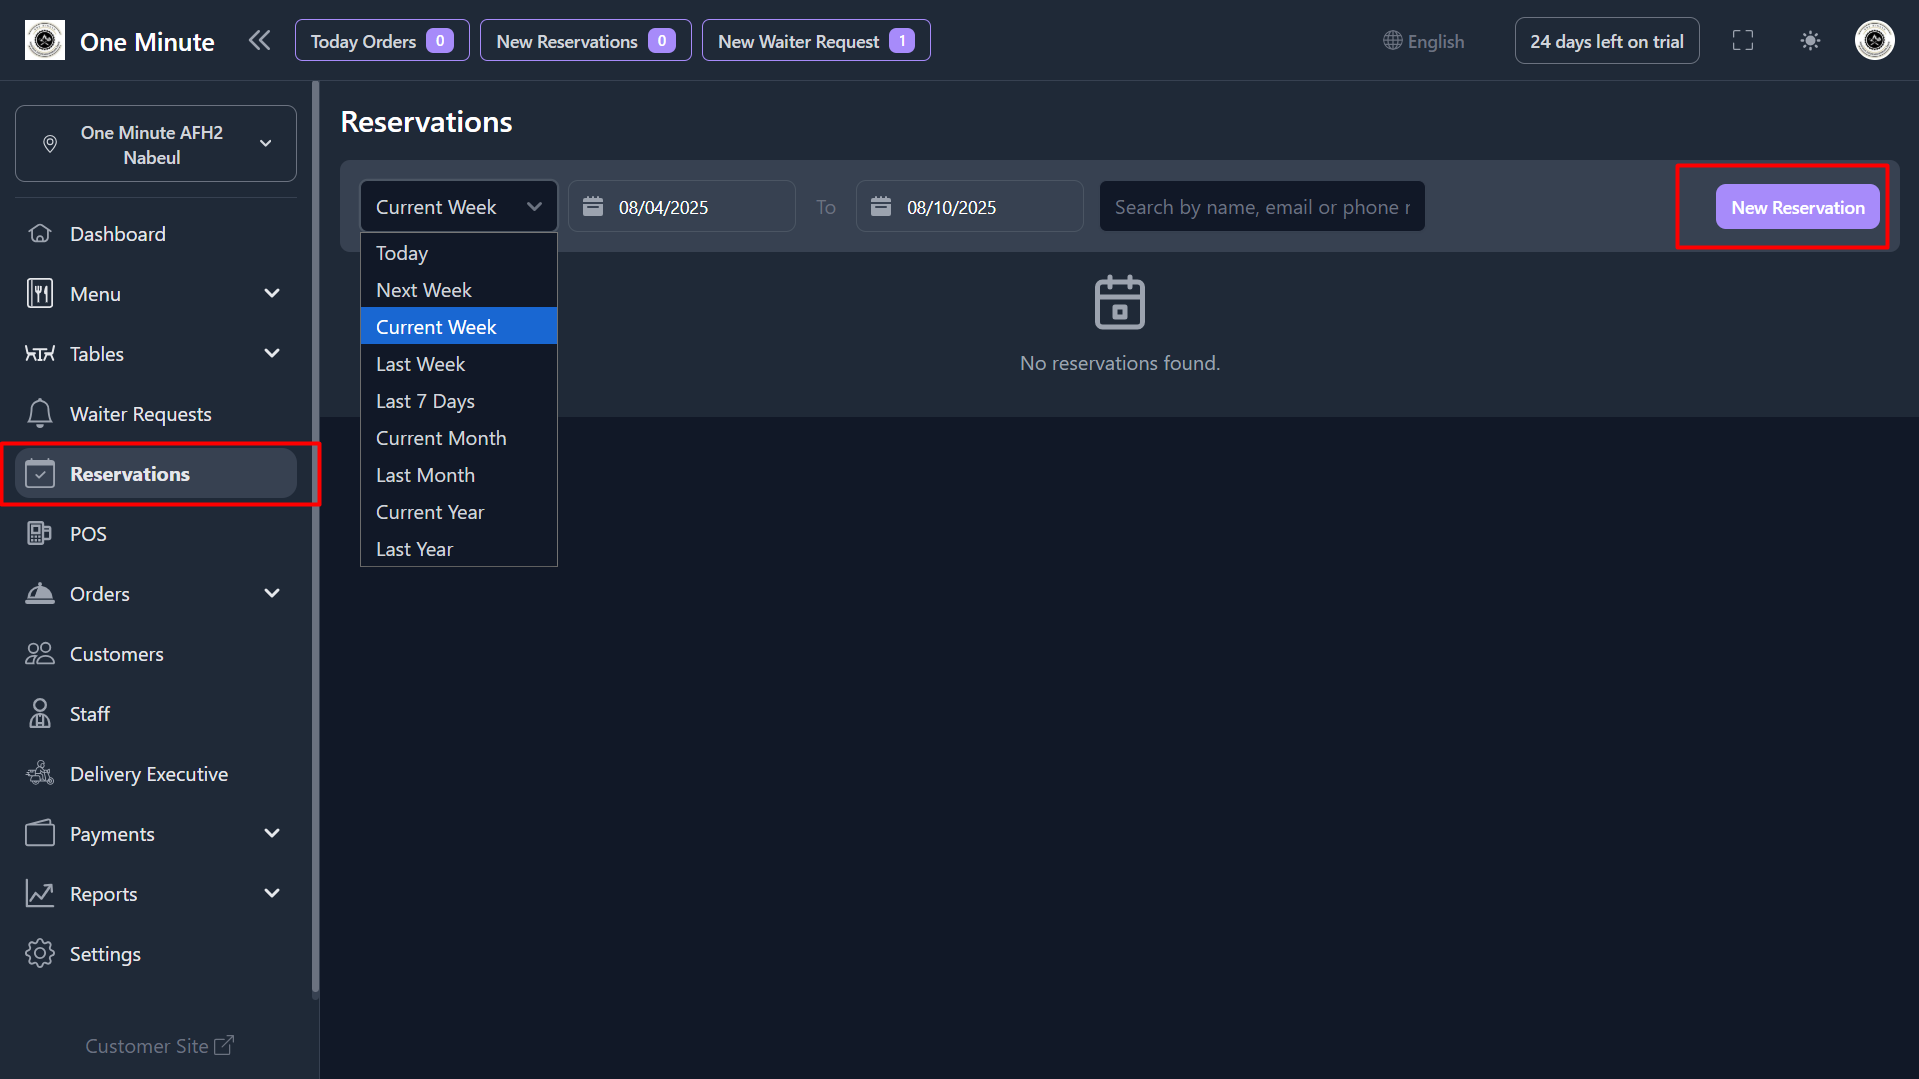 One Minute
Today Orders 0
New Reservations 0
New Waiter Request 1
English
24 days left on trial
One Minute AFH2
Nabeul
Dashboard
Menu
Tables
Waiter Requests
Reservations
POS
Orders
Customers
Staff
Delivery Executive
Payments
Reports
Settings
Customer Site
Reservations
Current Week
08/04/2025
To
08/10/2025
Search by name, email or phone r
New Reservation
Today
Next Week
Current Week
Last Week
Last 7 Days
Current Month
Last Month
Current Year
Last Year
No reservations found.